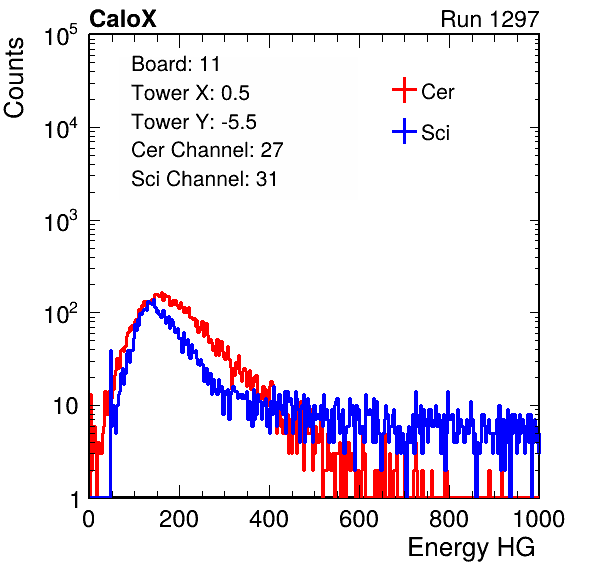 CaloX Run 1297
Counts
Board: 11
Tower X: 0.5
Tower Y: -5.5
Cer Channel: 27
Sci Channel: 31
Cer
Sci
10^5
10^4
10^3
10^2
10
1
0 200 400 600 800 1000
Energy HG